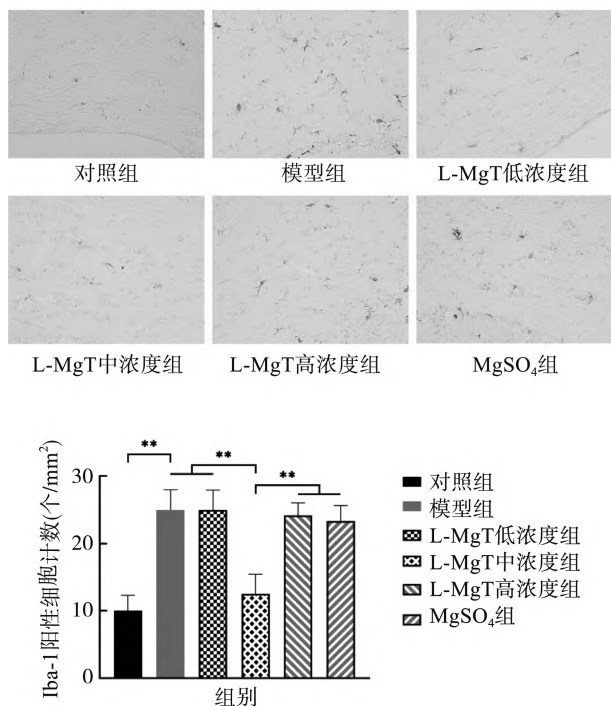 对照组 模型组 L-MgT低浓度组
L-MgT中浓度组 L-MgT高浓度组 MgSO₄组
Iba-1阳性细胞计数(个/mm²)
30
20
10
0
** ** **
组别
对照组
模型组
L-MgT低浓度组
L-MgT中浓度组
L-MgT高浓度组
MgSO₄组